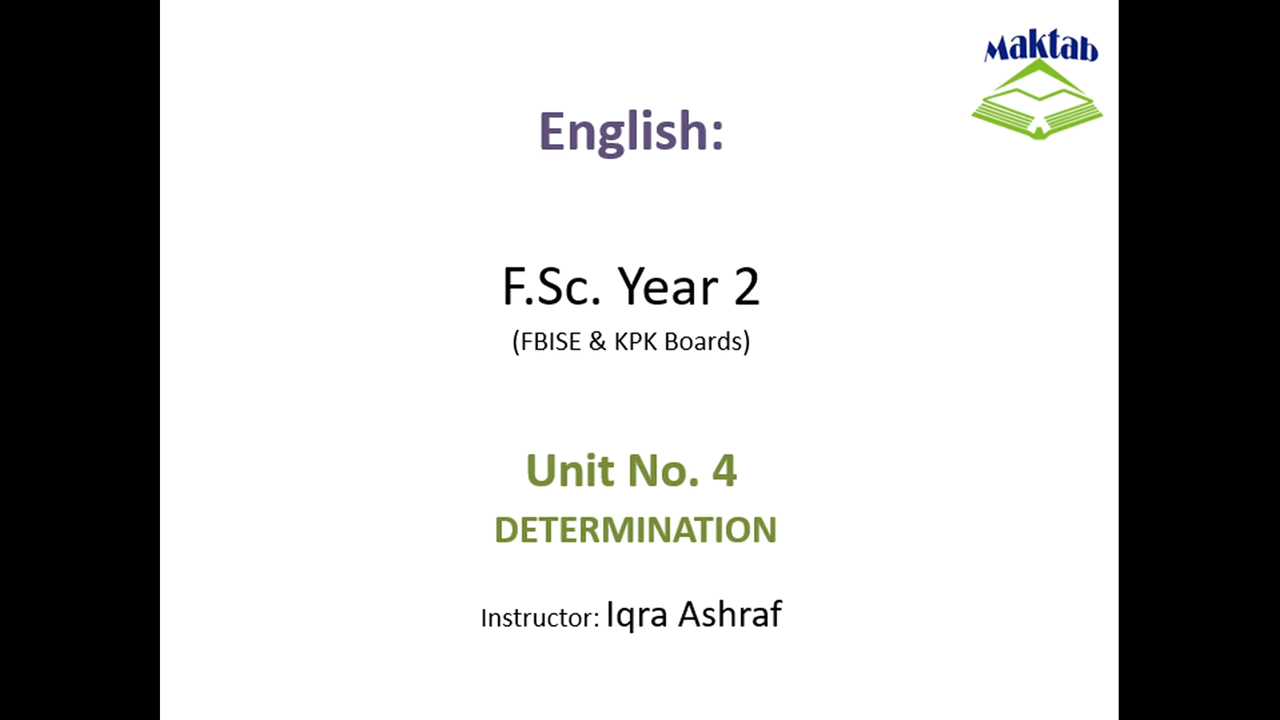 Maktab
English:
F.Sc. Year 2
(FBISE & KPK Boards)
Unit No. 4
DETERMINATION
Instructor: Iqra Ashraf